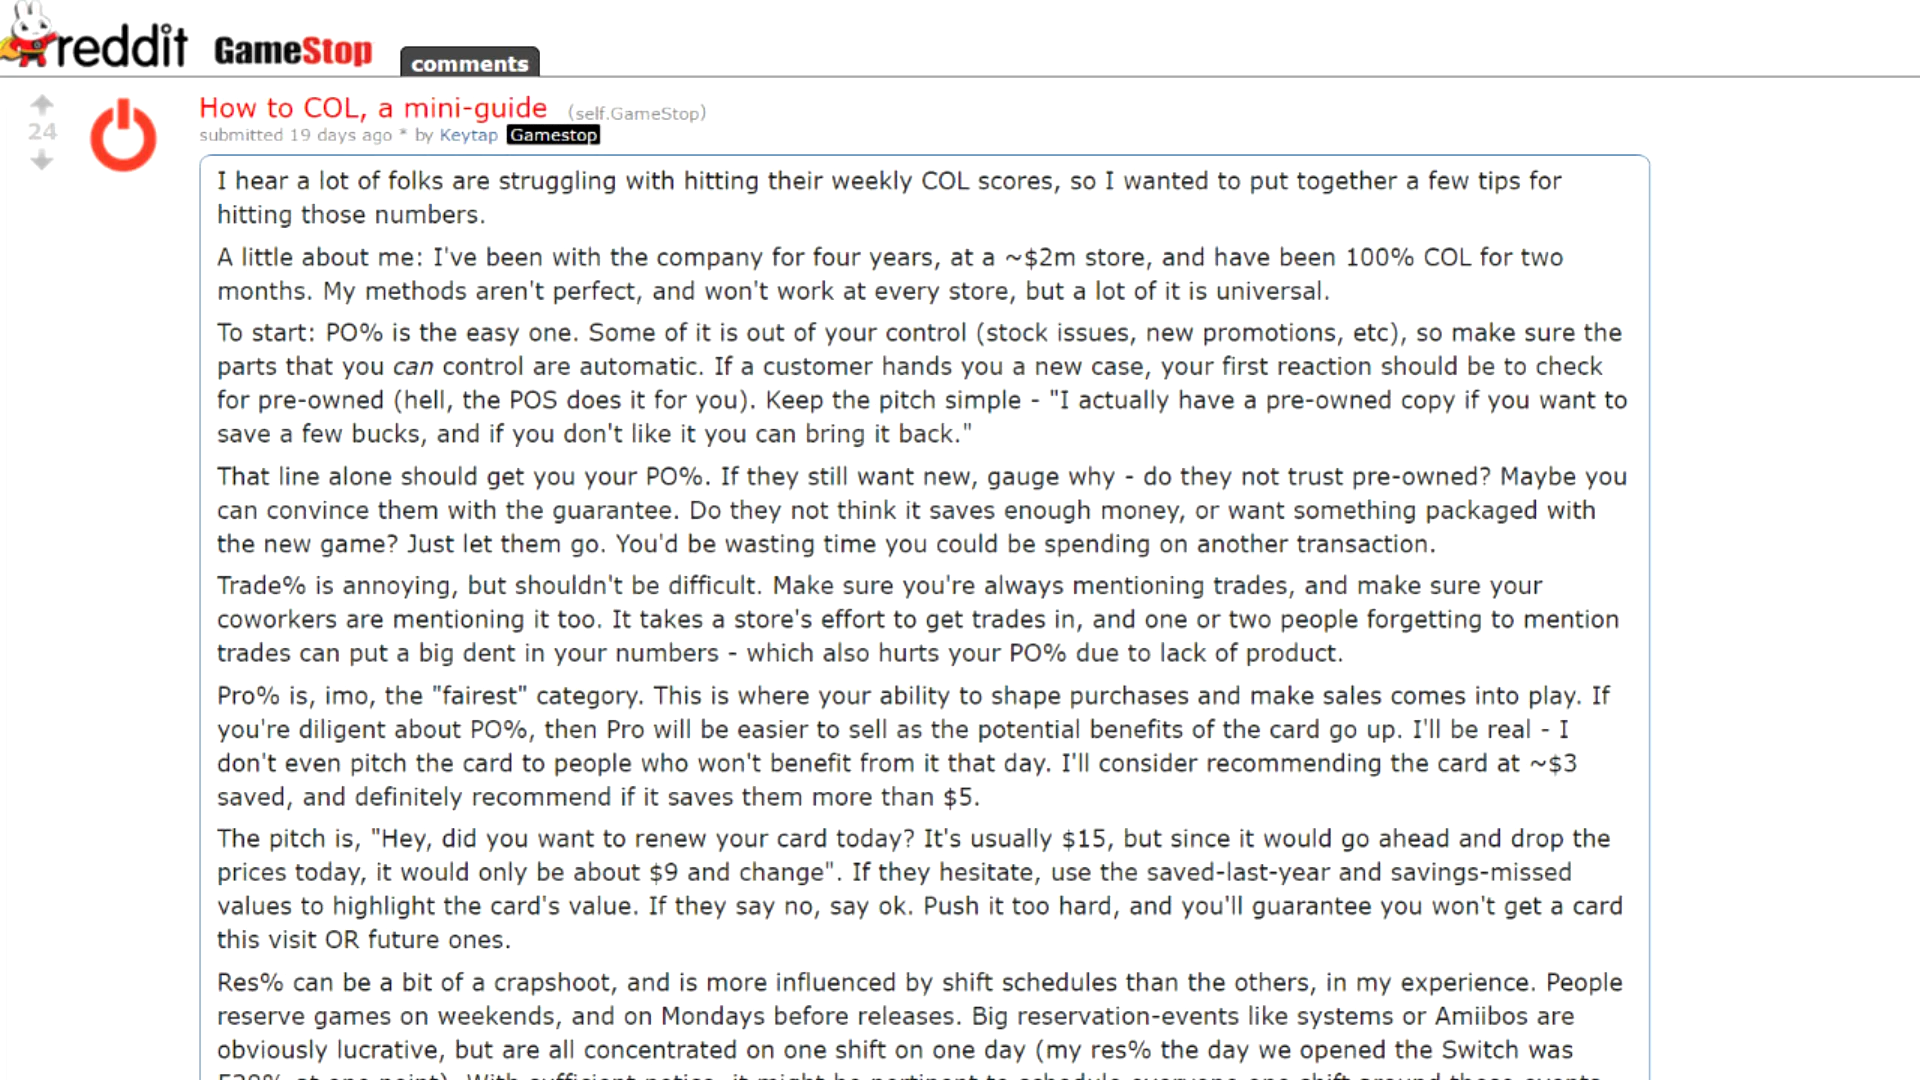 reddit GameStop comments
How to COL, a mini-guide (self.GameStop)
24
submitted 19 days ago * by Keytap Gamestop
I hear a lot of folks are struggling with hitting their weekly COL scores, so I wanted to put together a few tips for
hitting those numbers.
A little about me: I've been with the company for four years, at a ~$2m store, and have been 100% COL for two
months. My methods aren't perfect, and won't work at every store, but a lot of it is universal.
To start: PO% is the easy one. Some of it is out of your control (stock issues, new promotions, etc), so make sure the
parts that you can control are automatic. If a customer hands you a new case, your first reaction should be to check
for pre-owned (hell, the POS does it for you). Keep the pitch simple - "I actually have a pre-owned copy if you want to
save a few bucks, and if you don't like it you can bring it back."
That line alone should get you your PO%. If they still want new, gauge why - do they not trust pre-owned? Maybe you
can convince them with the guarantee. Do they not think it saves enough money, or want something packaged with
the new game? Just let them go. You'd be wasting time you could be spending on another transaction.
Trade% is annoying, but shouldn't be difficult. Make sure you're always mentioning trades, and make sure your
coworkers are mentioning it too. It takes a store's effort to get trades in, and one or two people forgetting to mention
trades can put a big dent in your numbers - which also hurts your PO% due to lack of product.
Pro% is, imo, the "fairest" category. This is where your ability to shape purchases and make sales comes into play. If
you're diligent about PO%, then Pro will be easier to sell as the potential benefits of the card go up. I'll be real - I
don't even pitch the card to people who won't benefit from it that day. I'll consider recommending the card at ~$3
saved, and definitely recommend if it saves them more than $5.
The pitch is, "Hey, did you want to renew your card today? It's usually $15, but since it would go ahead and drop the
prices today, it would only be about $9 and change". If they hesitate, use the saved-last-year and savings-missed
values to highlight the card's value. If they say no, say ok. Push it too hard, and you'll guarantee you won't get a card
this visit OR future ones.
Res% can be a bit of a crapshoot, and is more influenced by shift schedules than the others, in my experience. People
reserve games on weekends, and on Mondays before releases. Big reservation-events like systems or Amiibos are
obviously lucrative, but are all concentrated on one shift on one day (my res% the day we opened the Switch was